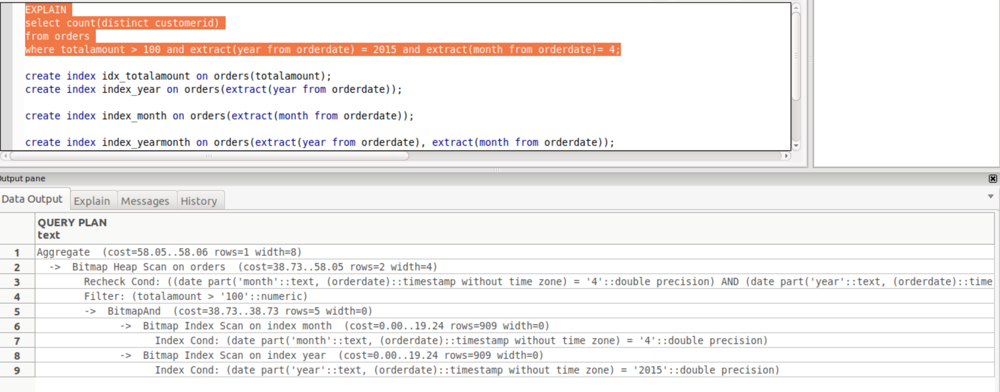 EXPLAIN
select count(distinct customerid)
from orders
where totalamount > 100 and extract(year from orderdate) = 2015 and extract(month from orderdate)= 4;
create index idx_totalamount on orders(totalamount);
create index index_year on orders(extract(year from orderdate));
create index index_month on orders(extract(month from orderdate));
create index index_yearmonth on orders(extract(year from orderdate), extract(month from orderdate));
Output pane
Data Output Explain Messages History
QUERY PLAN
text
1 Aggregate (cost=58.05..58.06 rows=1 width=8)
2 -> Bitmap Heap Scan on orders (cost=38.73..58.05 rows=2 width=4)
3 Recheck Cond: ((date part('month'::text, (orderdate)::timestamp without time zone) = '4'::double precision) AND (date part('year'::text, (orderdate)::time
4 Filter: (totalamount > '100'::numeric)
5 -> BitmapAnd (cost=38.73..38.73 rows=5 width=0)
6 -> Bitmap Index Scan on index month (cost=0.00..19.24 rows=909 width=0)
7 Index Cond: (date part('month'::text, (orderdate)::timestamp without time zone) = '4'::double precision)
8 -> Bitmap Index Scan on index year (cost=0.00..19.24 rows=909 width=0)
9 Index Cond: (date part('year'::text, (orderdate)::timestamp without time zone) = '2015'::double precision)